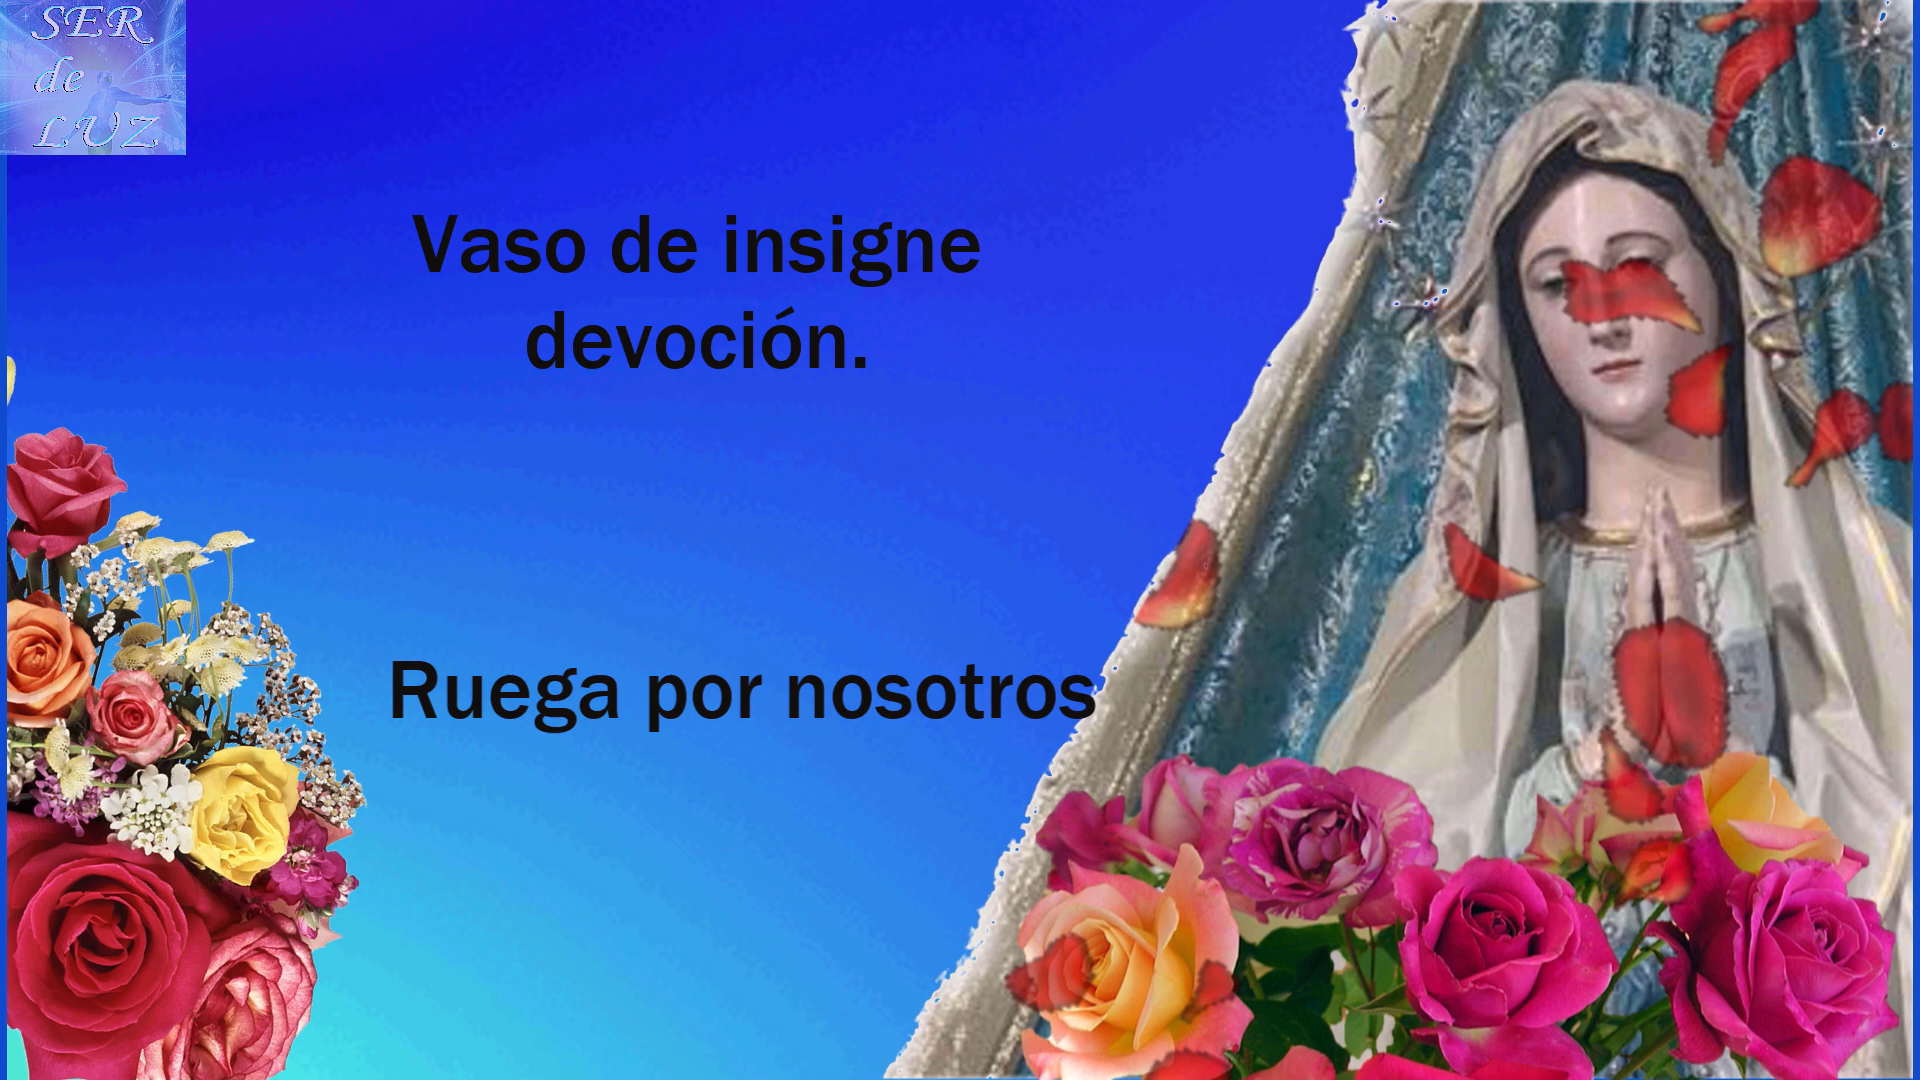 SER
de
LUZ
Vaso de insigne
devoción.
Ruega por nosotros